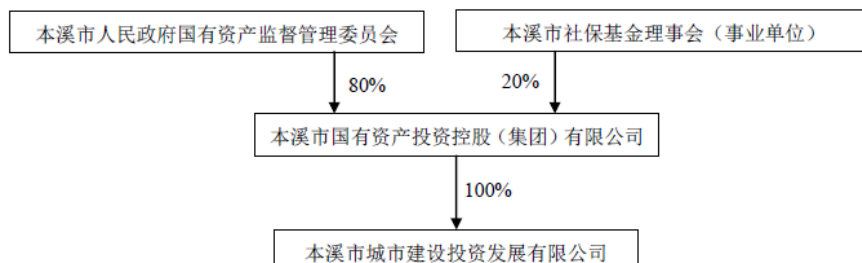 本溪市人民政府国有资产监督管理委员会
本溪市社保基金理事会（事业单位）
80%
20%
本溪市国有资产投资控股（集团）有限公司
100%
本溪市城市建设投资发展有限公司